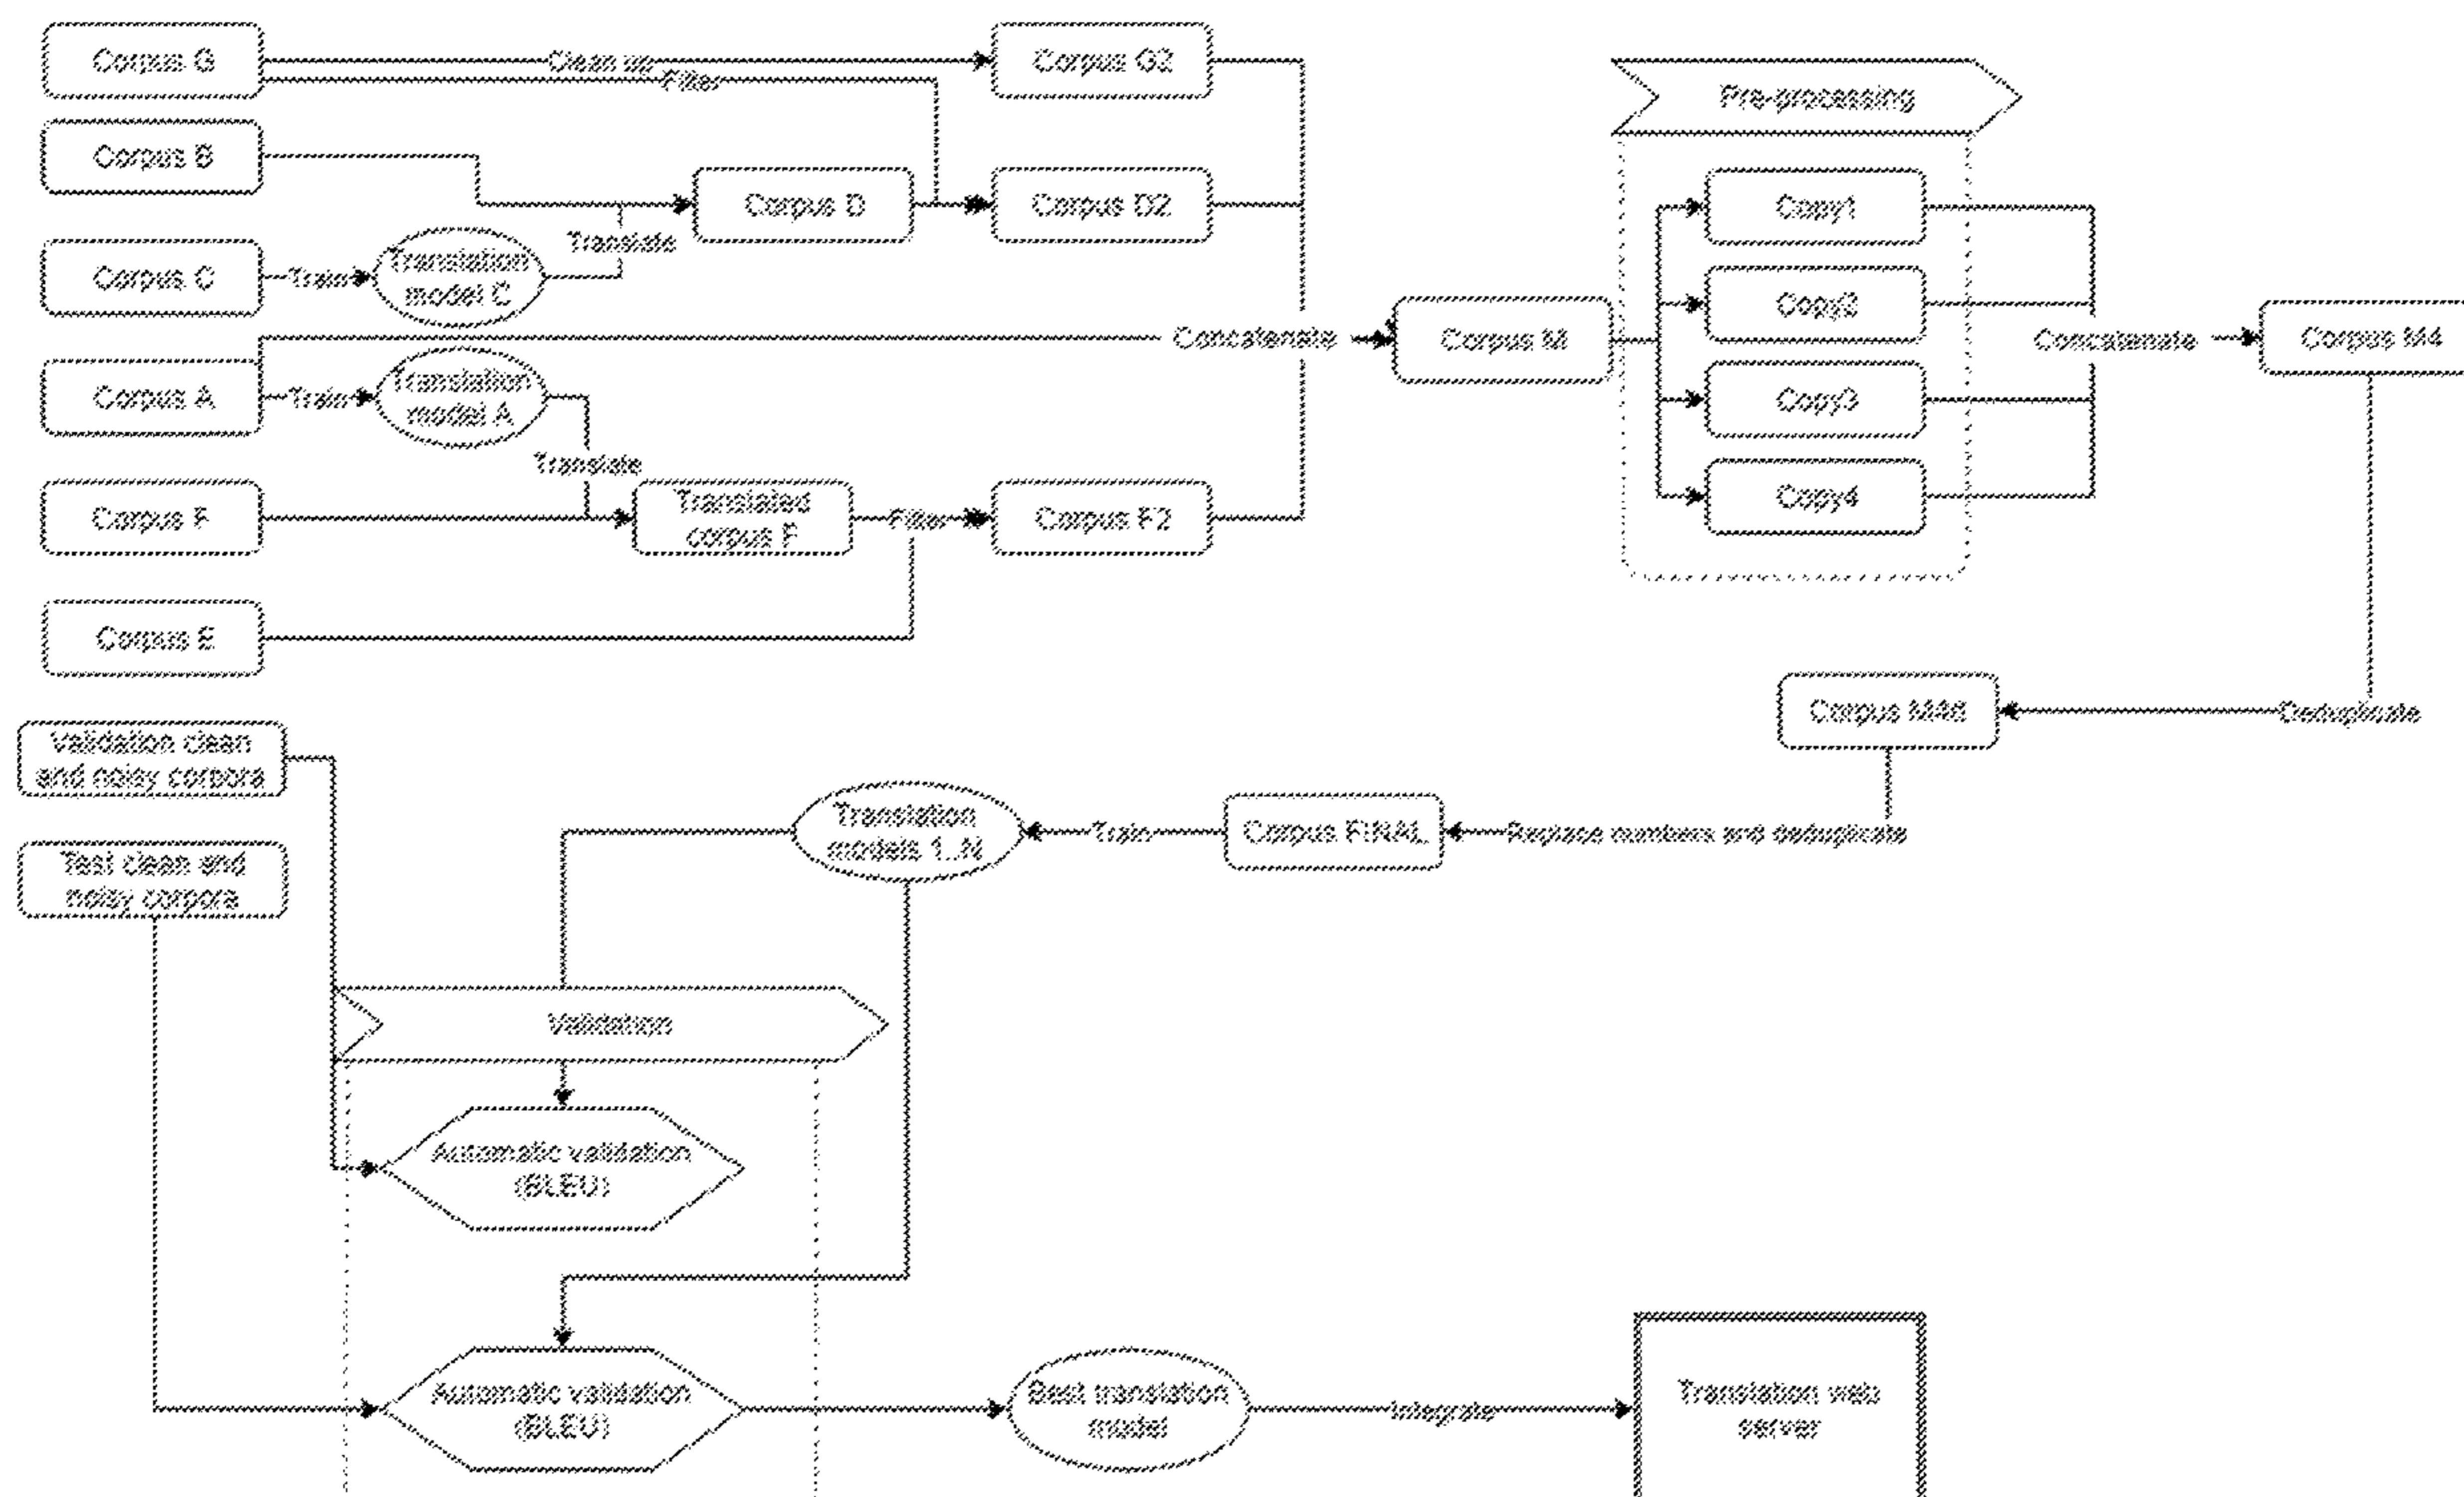 Corpus G
Clean up
Filter
Corpus G2
Pre-processing
Corpus B
Corpus D
Corpus D2
Copy1
Translate
Corpus C
Train
Translation
model C
Copy2
Concatenate
Corpus M
Concatenate
Corpus M4
Corpus A
Train
Translation
model A
Copy3
Translate
Copy4
Corpus F
Translated
corpus F
Filter
Corpus F2
Corpus E
Corpus M4d
Deduplicate
Validation clean
and noisy corpora
Translation
models 1..N
Train
Corpus FINAL
Replace numbers and deduplicate
Test clean and
noisy corpora
Validation
Automatic validation
(BLEU)
Automatic validation
(BLEU)
Best translation
model
Integrate
Translation web
server